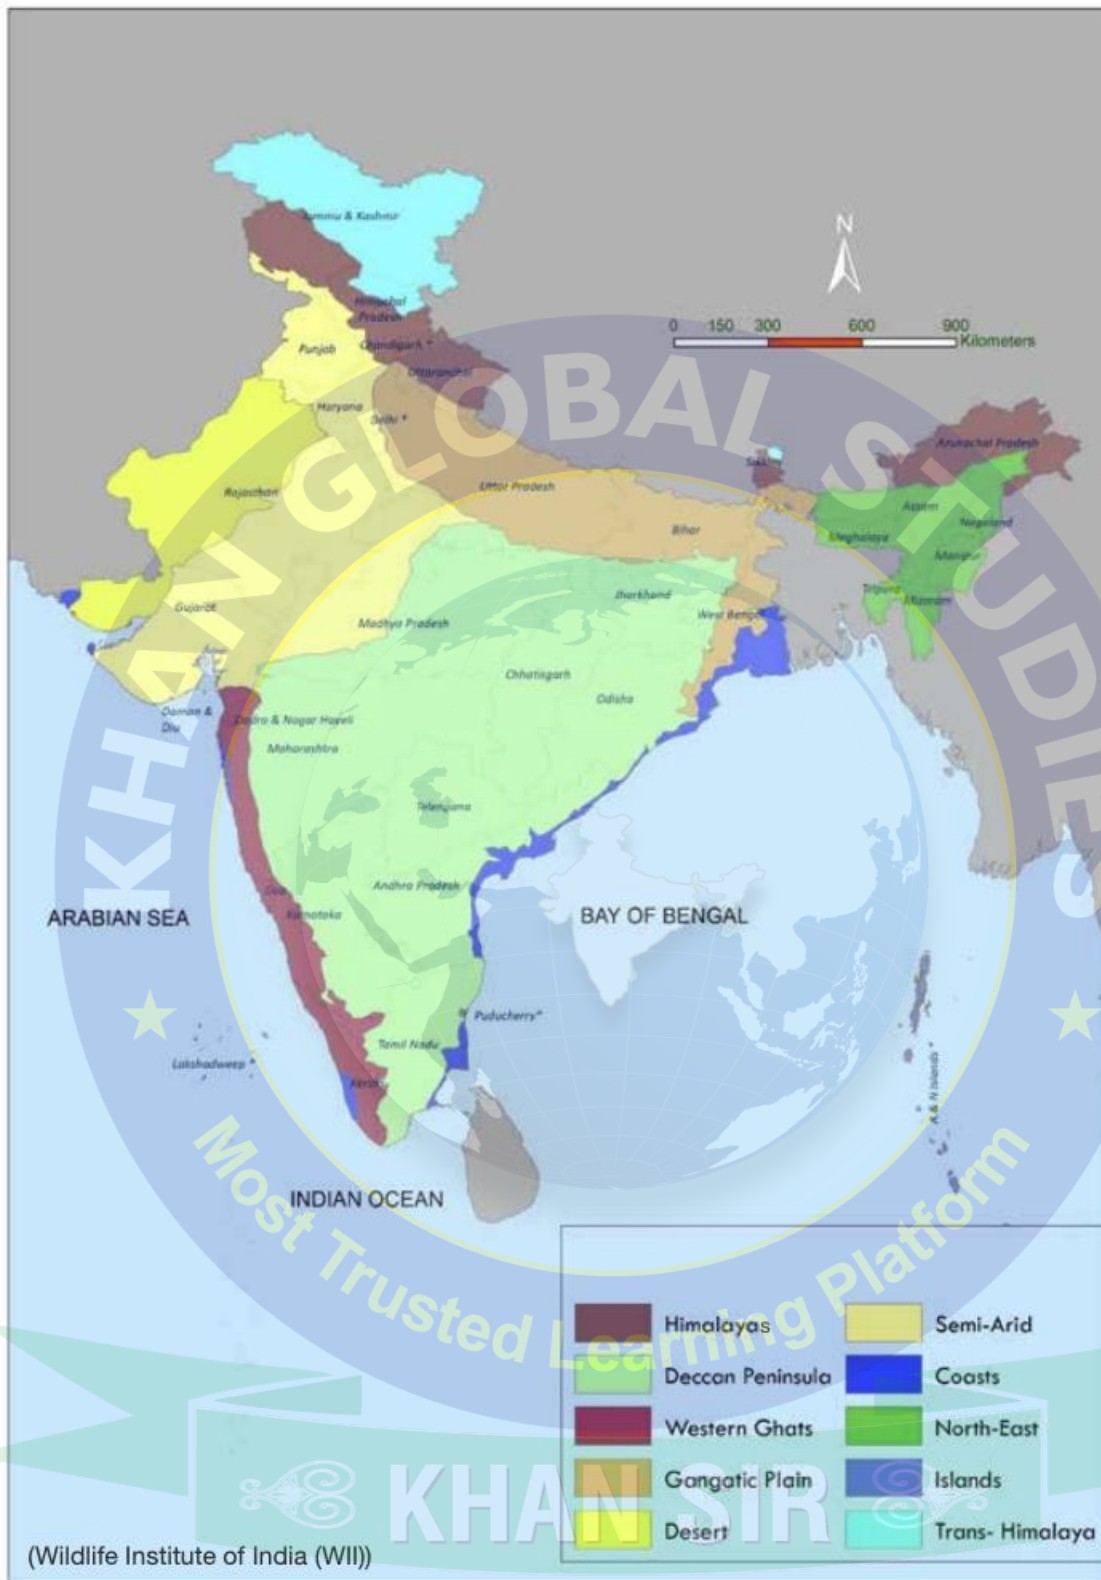 Jammu & Kashmir
Himachal
Pradesh
Chandigarh *
Punjab
Uttaranchal
Haryana
Delhi *
N
0 150 300 600 900
Kilometers
KHAN GLOBAL STUDIES
Arunachal Pradesh
Rajasthan
Uttar Pradesh
Assam
Nagaland
Bihar
Meghalaya
Manipur
Gujarat
Jharkhand
Tripura
Mizoram
Madhya Pradesh
West Bengal
Chhatisgarh
Odisha
Daman &
Diu
Dadra & Nagar Haveli
Maharashtra
Telengana
Andhra Pradesh
Goa
Karnataka
ARABIAN SEA
BAY OF BENGAL
Puducherry*
Tamil Nadu
Lakshadweep *
Kerala
A & N Islands *
INDIAN OCEAN
Most Trusted Learning Platform
Himalayas
Semi-Arid
Deccan Peninsula
Coasts
Western Ghats
North-East
Gangatic Plain
Islands
Desert
Trans- Himalaya
KHAN SIR
(Wildlife Institute of India (WII))